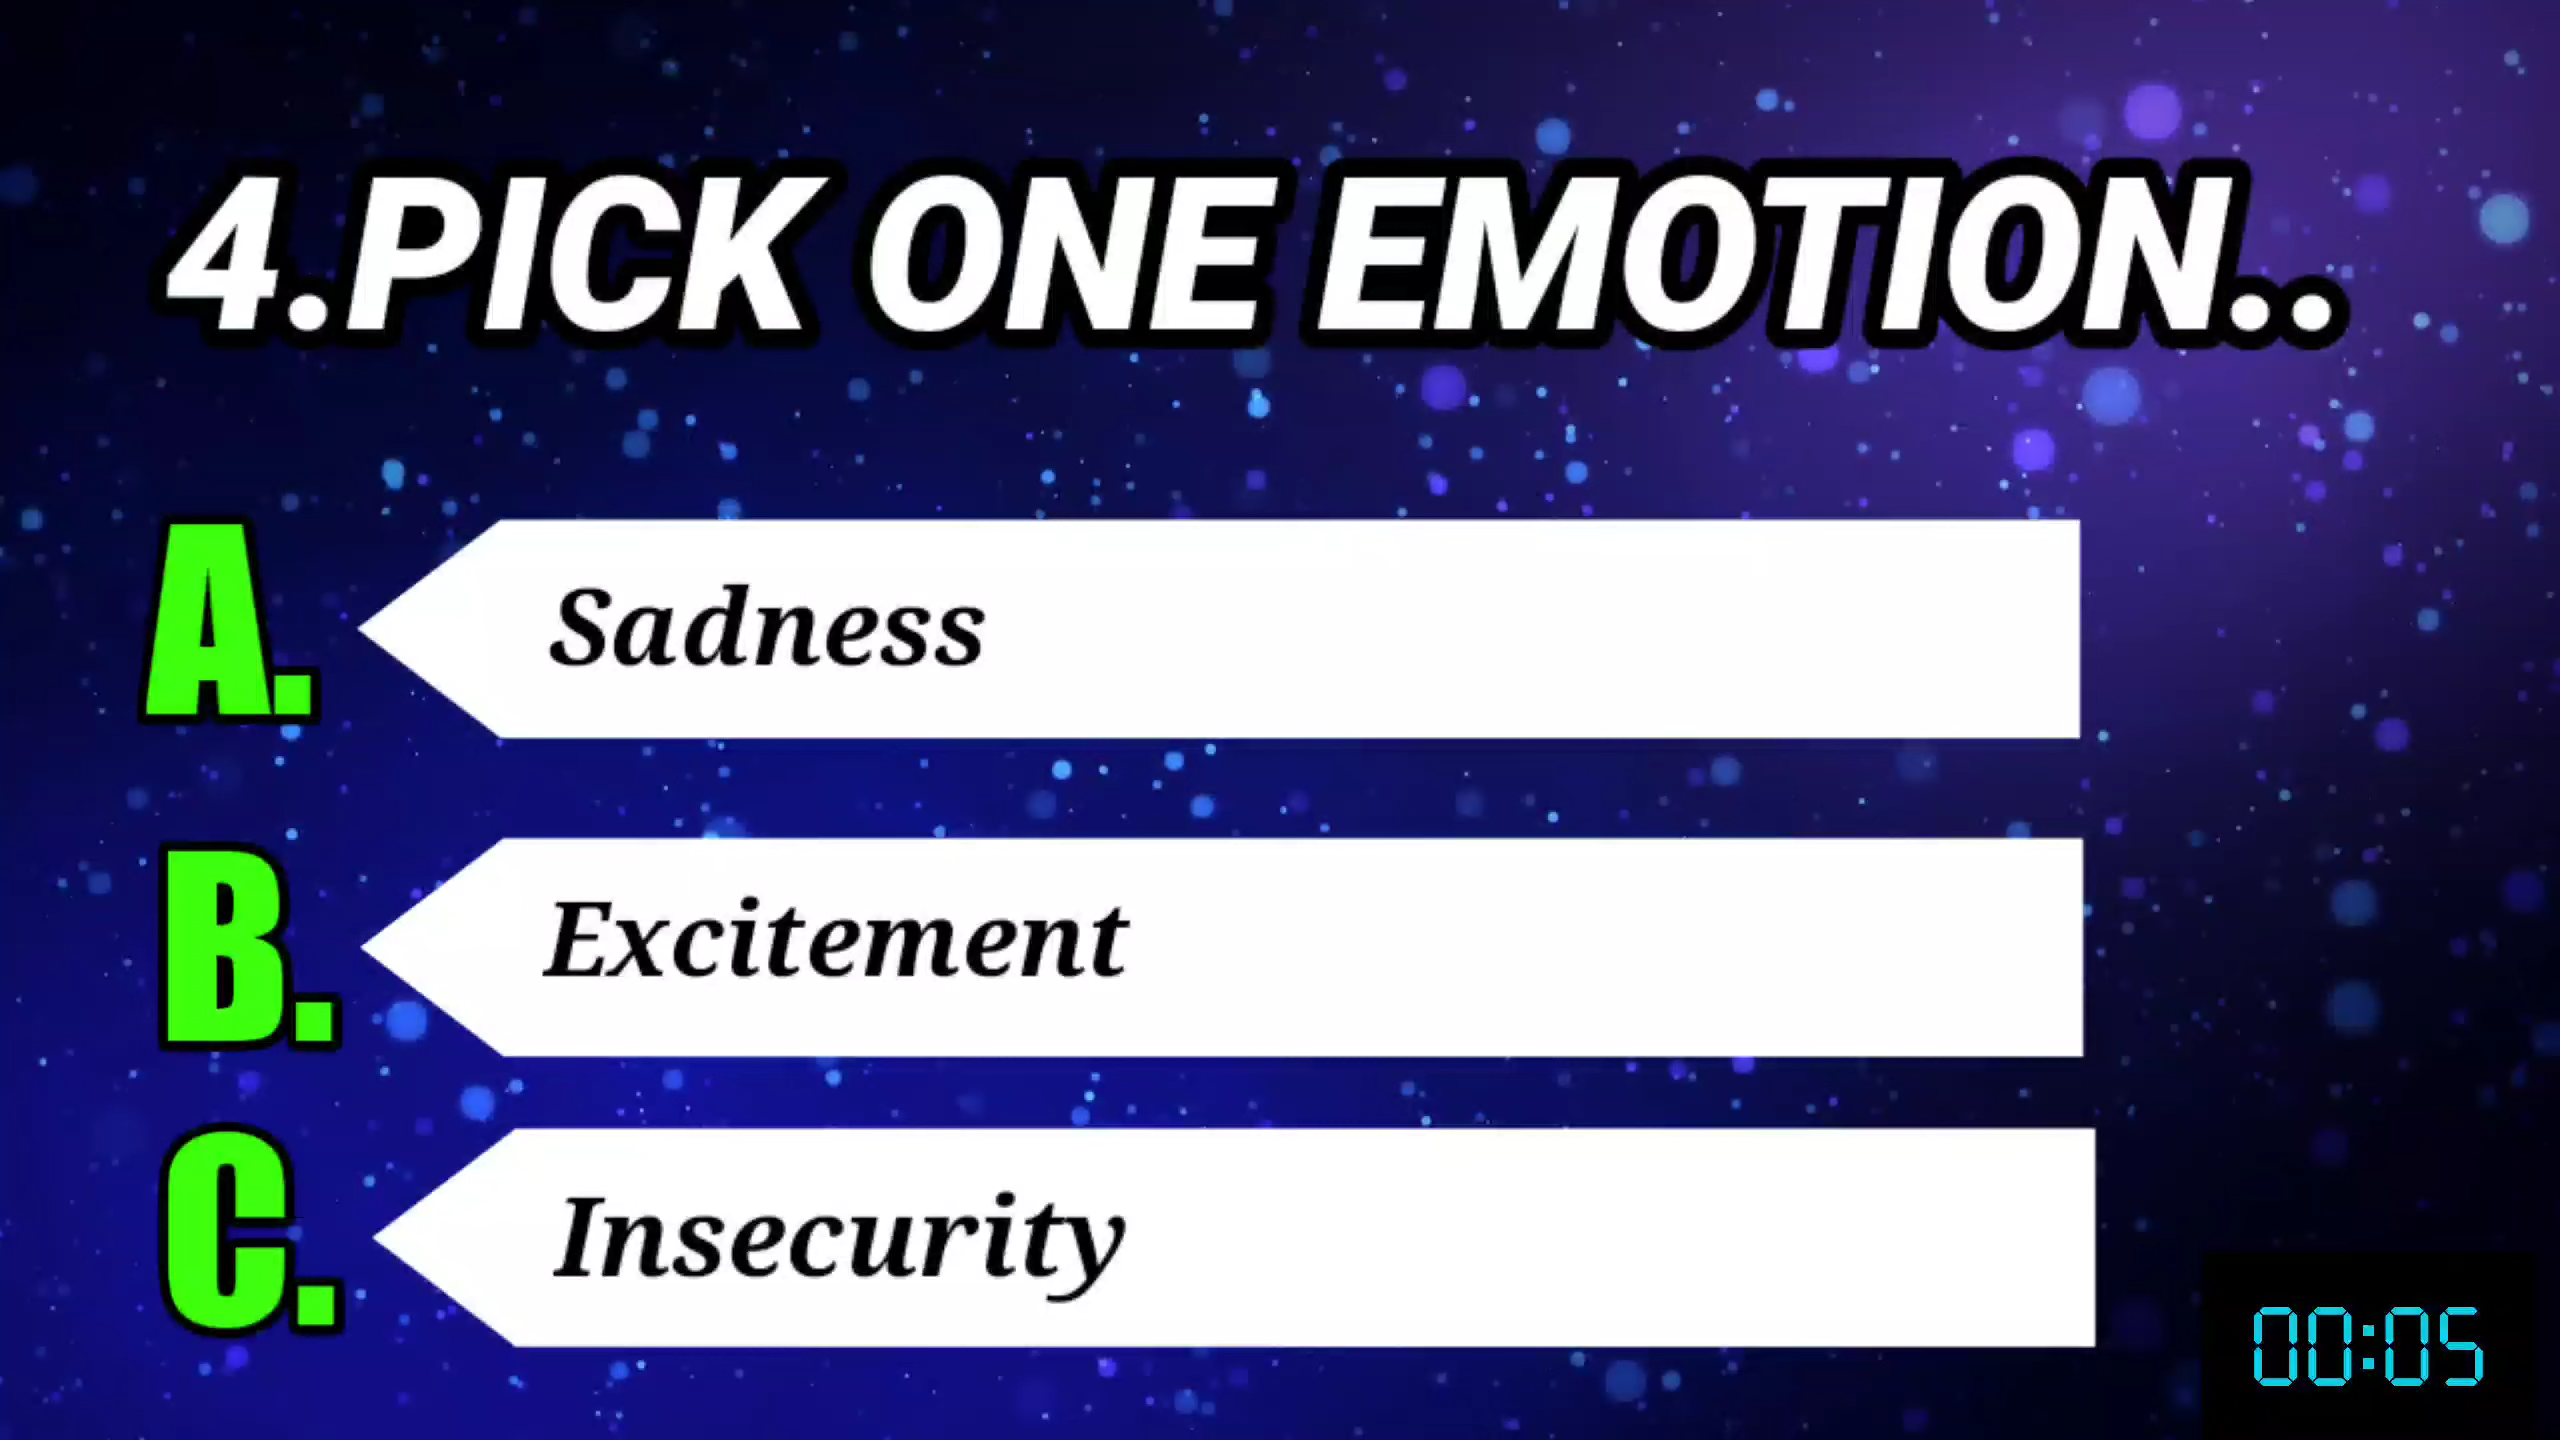 4.PICK ONE EMOTION..
A. Sadness
B. Excitement
C. Insecurity
00:05